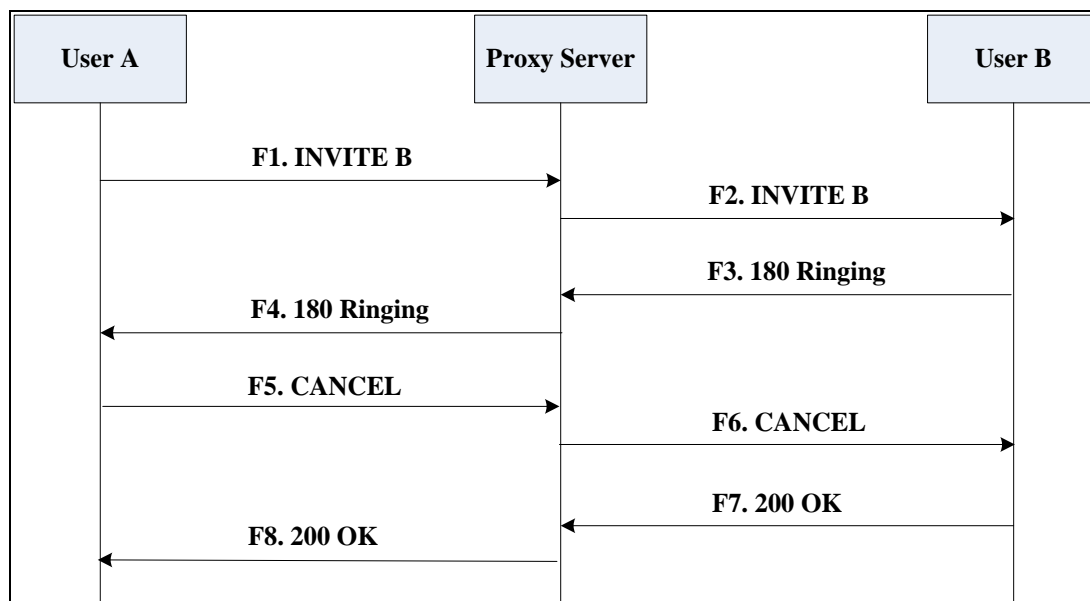 User A
Proxy Server
User B
F1. INVITE B
F2. INVITE B
F3. 180 Ringing
F4. 180 Ringing
F5. CANCEL
F6. CANCEL
F7. 200 OK
F8. 200 OK